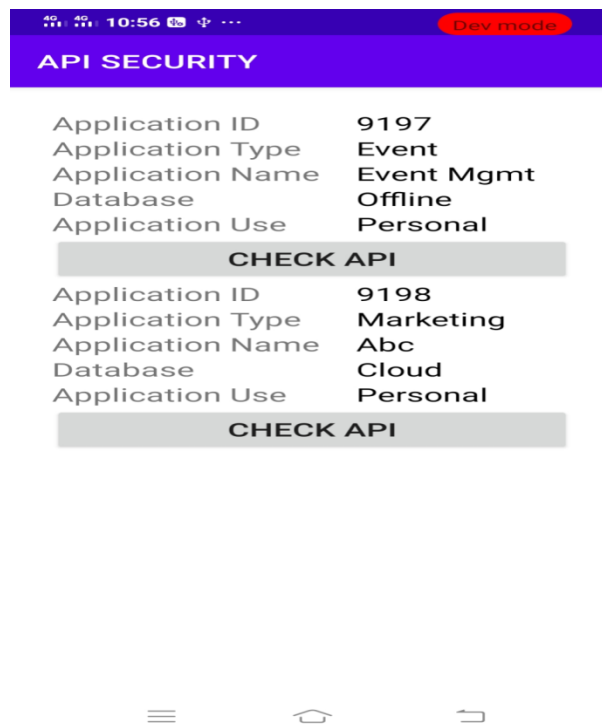 4G 4G 10:56 ... Dev mode
API SECURITY
Application ID 9197
Application Type Event
Application Name Event Mgmt
Database Offline
Application Use Personal
CHECK API
Application ID 9198
Application Type Marketing
Application Name Abc
Database Cloud
Application Use Personal
CHECK API